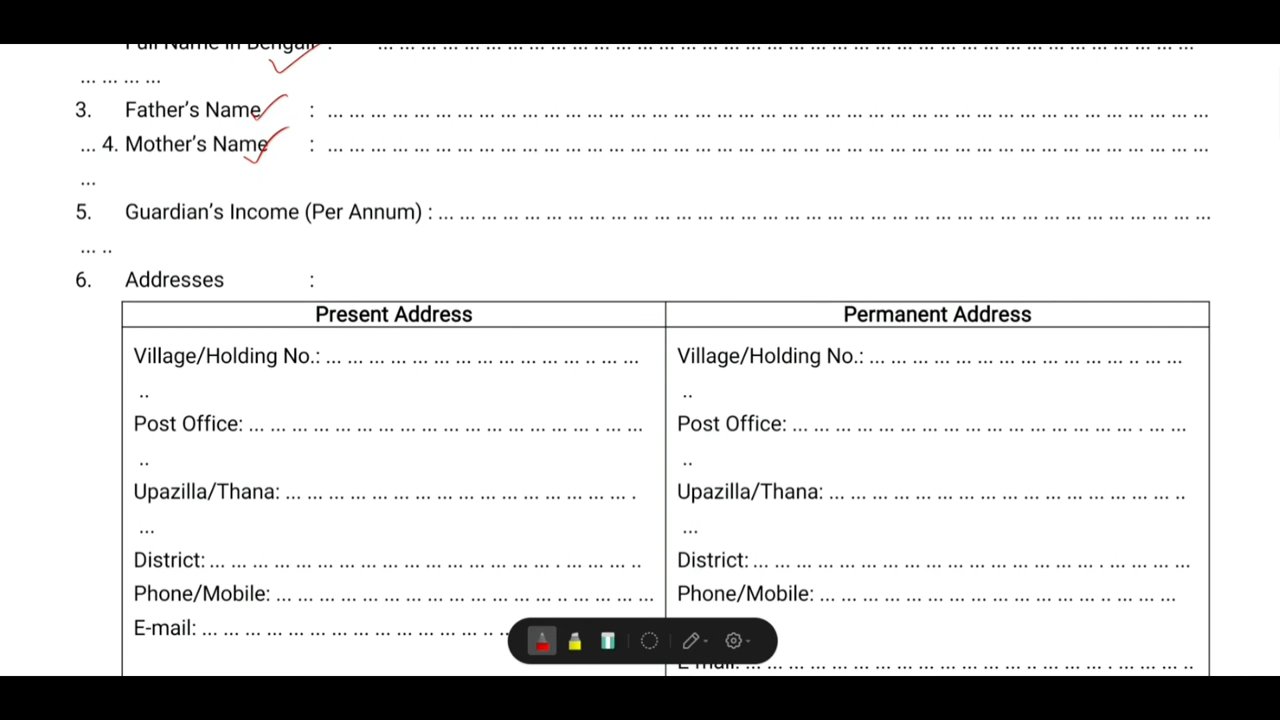 Full Name in Bengali : ... ... ... ... ... ... ... ... ... ... ... ... ... ... ... ... ... ... ... ... ... ... ... ... ... ... ... ... ... ... ... ... ... ... ... ... ... ...
... ... ... ...
3. Father's Name : ... ... ... ... ... ... ... ... ... ... ... ... ... ... ... ... ... ... ... ... ... ... ... ... ... ... ... ... ... ... ... ... ... ... ... ... ... ... ... ... ...
... 4. Mother's Name : ... ... ... ... ... ... ... ... ... ... ... ... ... ... ... ... ... ... ... ... ... ... ... ... ... ... ... ... ... ... ... ... ... ... ... ... ... ... ... ... ...
...
5. Guardian's Income (Per Annum) : ... ... ... ... ... ... ... ... ... ... ... ... ... ... ... ... ... ... ... ... ... ... ... ... ... ... ... ... ... ... ... ... ... ... ... ...
... ..
6. Addresses :
Present Address
Village/Holding No.: ... ... ... ... ... ... ... ... ... ... ... ... .. ... ...
..
Post Office: ... ... ... ... ... ... ... ... ... ... ... ... ... ... ... ... . ... ...
..
Upazilla/Thana: ... ... ... ... ... ... ... ... ... ... ... ... ... ... ... ... .
...
District: ... ... ... ... ... ... ... ... ... ... ... ... ... ... ... ... . ... ... ... ..
Phone/Mobile: ... ... ... ... ... ... ... ... ... ... ... ... ... .. ... ... ... ...
E-mail: ... ... ... ... ... ... ... ... ... ... ... ... ... .. ..
Permanent Address
Village/Holding No.: ... ... ... ... ... ... ... ... ... ... ... ... .. ... ...
..
Post Office: ... ... ... ... ... ... ... ... ... ... ... ... ... ... ... ... . ... ...
..
Upazilla/Thana: ... ... ... ... ... ... ... ... ... ... ... ... ... ... ... ... ..
...
District: ... ... ... ... ... ... ... ... ... ... ... ... ... ... ... ... . ... ... ... ...
Phone/Mobile: ... ... ... ... ... ... ... ... ... ... ... ... ... .. ... ... ...
E-mail: ... ... ... ... ... ... ... ... ... ... ... ... ... .. ... ... . ... ... ... ..